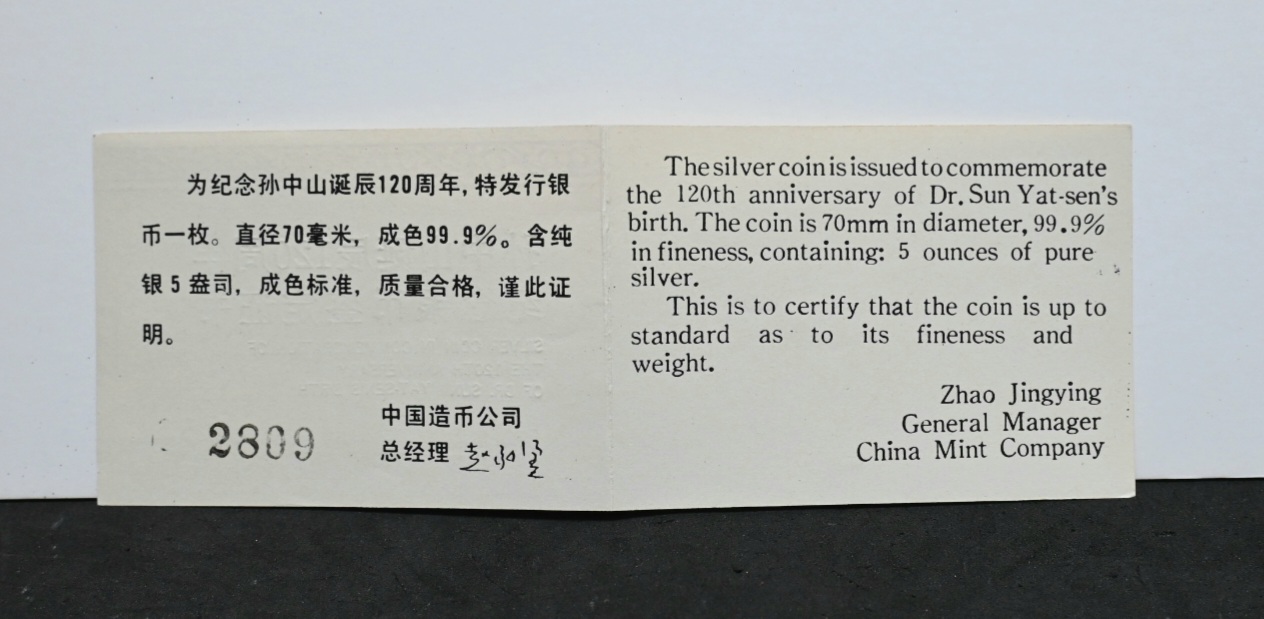 为纪念孙中山诞辰120周年,特发行银
币一枚。直径70毫米，成色99.9%。含纯
银5盎司，成色标准，质量合格，谨此证
明。
2809
中国造币公司
总经理
The silver coin is issued to commemorate
the 120th anniversary of Dr. Sun Yat-sen's
birth. The coin is 70mm in diameter, 99.9%
in fineness, containing: 5 ounces of pure
silver.
This is to certify that the coin is up to
standard as to its fineness and
weight.
Zhao Jingying
General Manager
China Mint Company